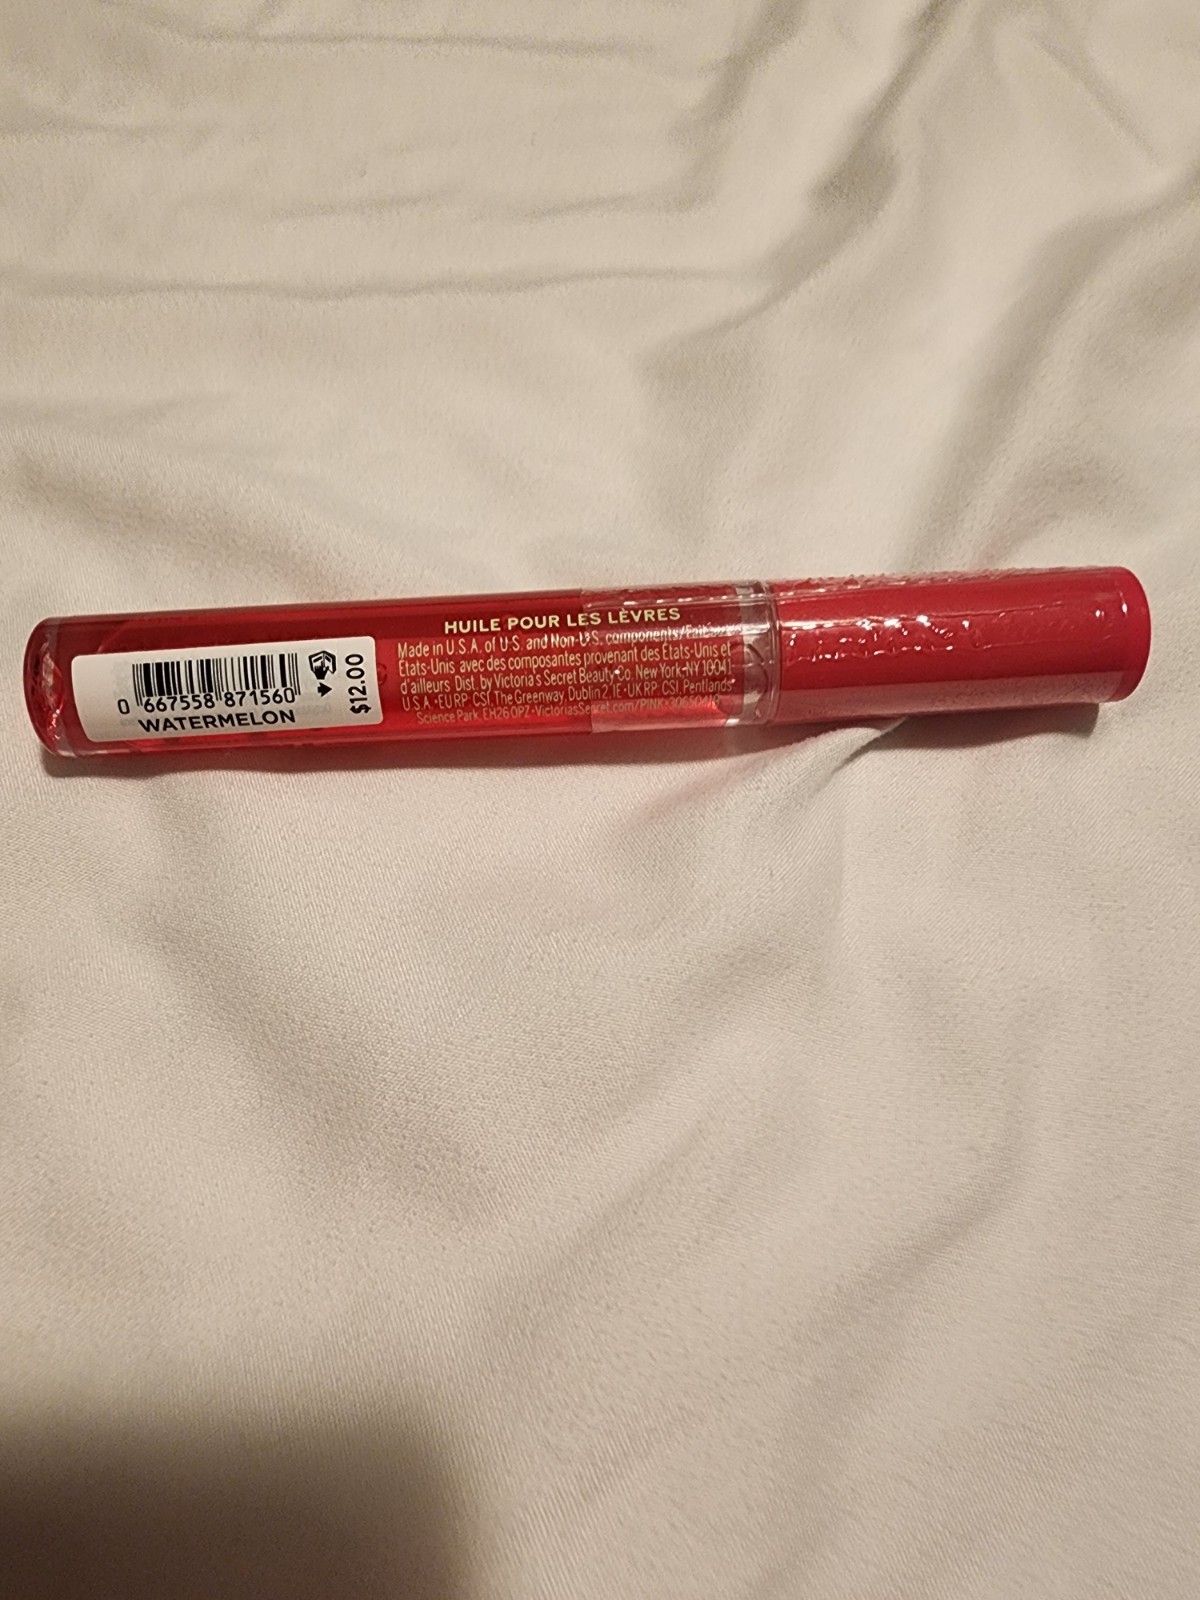 0 667558 871560
WATERMELON
$12.00
HUILE POUR LES LÈVRES
Made in U.S.A. of U.S. and Non-U.S. components/
États-Unis avec des composantes provenant des États-Unis et
d'ailleurs Dist. by Victoria's Secret Beauty Co. New York, NY 10041
U.S.A. • EU RP: CSI, The Greenway, Dublin 2, IE • UK RP: CSI, Pentlands
Science Park, EH26 0PZ • VictoriasSecret.com/PINK •